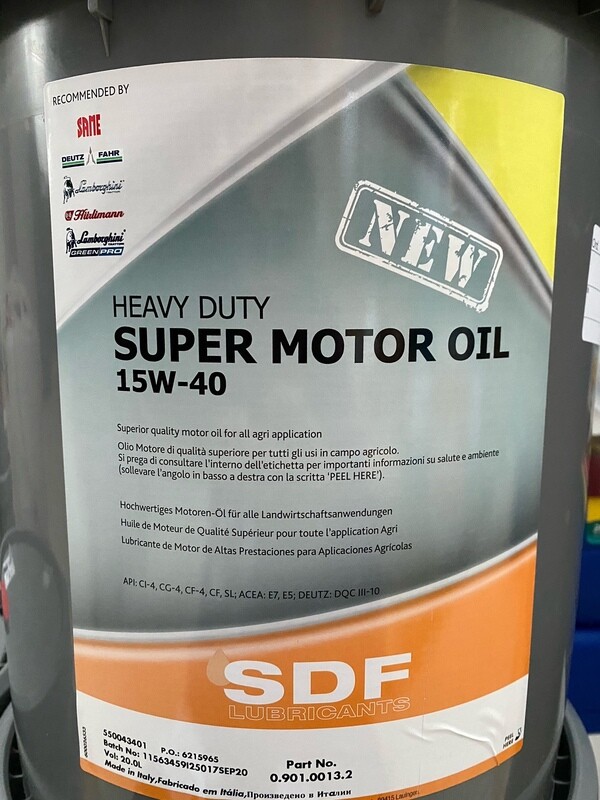 RECOMMENDED BY
SAME
DEUTZ FAHR
Lamborghini
Hürlimann
Lamborghini
GREEN PRO
NEW
HEAVY DUTY
SUPER MOTOR OIL
15W-40
Superior quality motor oil for all agri application
Olio Motore di qualità superiore per tutti gli usi in campo agricolo.
Si prega di consultare l'interno dell'etichetta per importanti informazioni su salute e ambiente
(sollevare l'angolo in basso a destra con la scritta 'PEEL HERE').
Hochwertiges Motoren-Öl für alle Landwirtschaftsanwendungen
Huile de Moteur de Qualité Supérieur pour toute l'application Agri
Lubricante de Motor de Altas Prestaciones para Aplicaciones Agrícolas
API: CI-4, CG-4, CF-4, CF, SL; ACEA: E7, E5; DEUTZ: DQC III-10
SDF
LUBRICANTS
550043401 P.O.: 6215965
Batch No: 11563459125017SEP20
Vol: 20.0L
Made in Italy,Fabricado em Itália,Произведено в Италии
Part No.
0.901.0013.2
PEEL
HERE